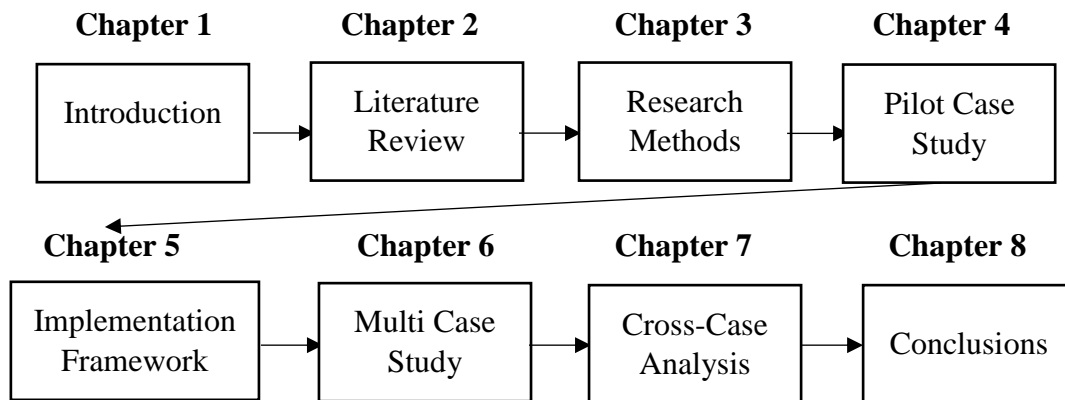 Chapter 1 Chapter 2 Chapter 3 Chapter 4
Introduction
Literature
Review
Research
Methods
Pilot Case
Study
Chapter 5 Chapter 6 Chapter 7 Chapter 8
Implementation
Framework
Multi Case
Study
Cross-Case
Analysis
Conclusions